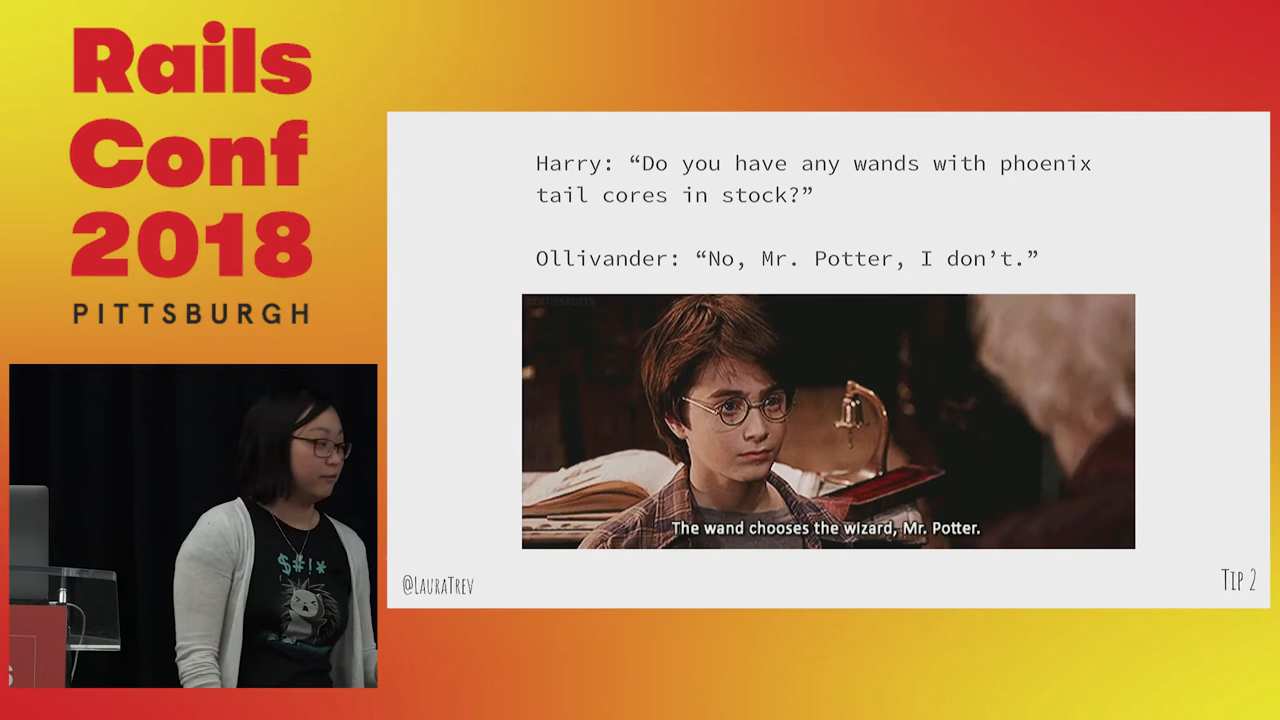 Rails
Conf
2018
PITTSBURGH
Harry: “Do you have any wands with phoenix
tail cores in stock?”
Ollivander: “No, Mr. Potter, I don’t.”
The wand chooses the wizard, Mr. Potter.
$#!*
@LauraTrev
Tip 2